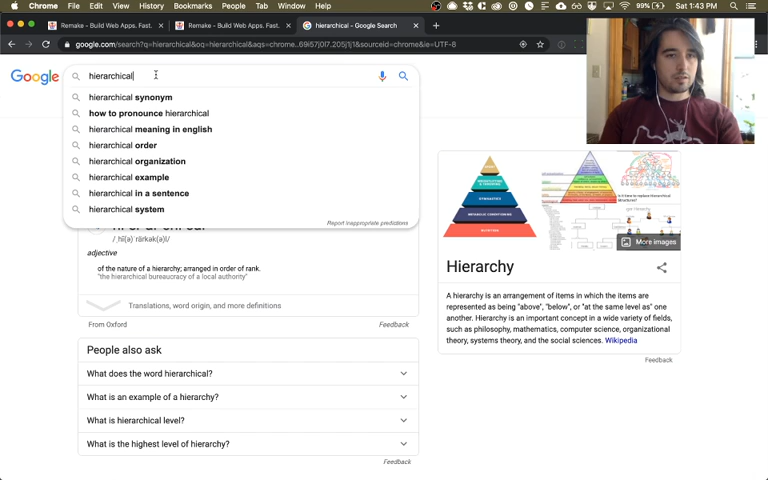 Chrome File Edit View History Bookmarks People Tab Window Help
99% Sat 1:43 PM
Remake - Build Web Apps. Fast.
Remake - Build Web Apps. Fast.
hierarchical - Google Search
google.com/search?q=hierarchical&oq=hierarchical&aqs=chrome..69i57j0l7.205j1j1&sourceid=chrome&ie=UTF-8
Google
hierarchical
hierarchical synonym
how to pronounce hierarchical
hierarchical meaning in english
hierarchical order
hierarchical organization
hierarchical example
hierarchical in a sentence
hierarchical system
Report inappropriate predictions
adjective
of the nature of a hierarchy; arranged in order of rank.
"the hierarchical bureaucracy of a local authority"
Translations, word origin, and more definitions
From Oxford
Feedback
People also ask
What does the word hierarchical?
What is an example of a hierarchy?
What is hierarchical level?
What is the highest level of hierarchy?
Feedback
More images
Hierarchy
A hierarchy is an arrangement of items in which the items are
represented as being "above", "below", or "at the same level as" one
another. Hierarchy is an important concept in a wide variety of fields,
such as philosophy, mathematics, computer science, organizational
theory, systems theory, and the social sciences. Wikipedia
Feedback